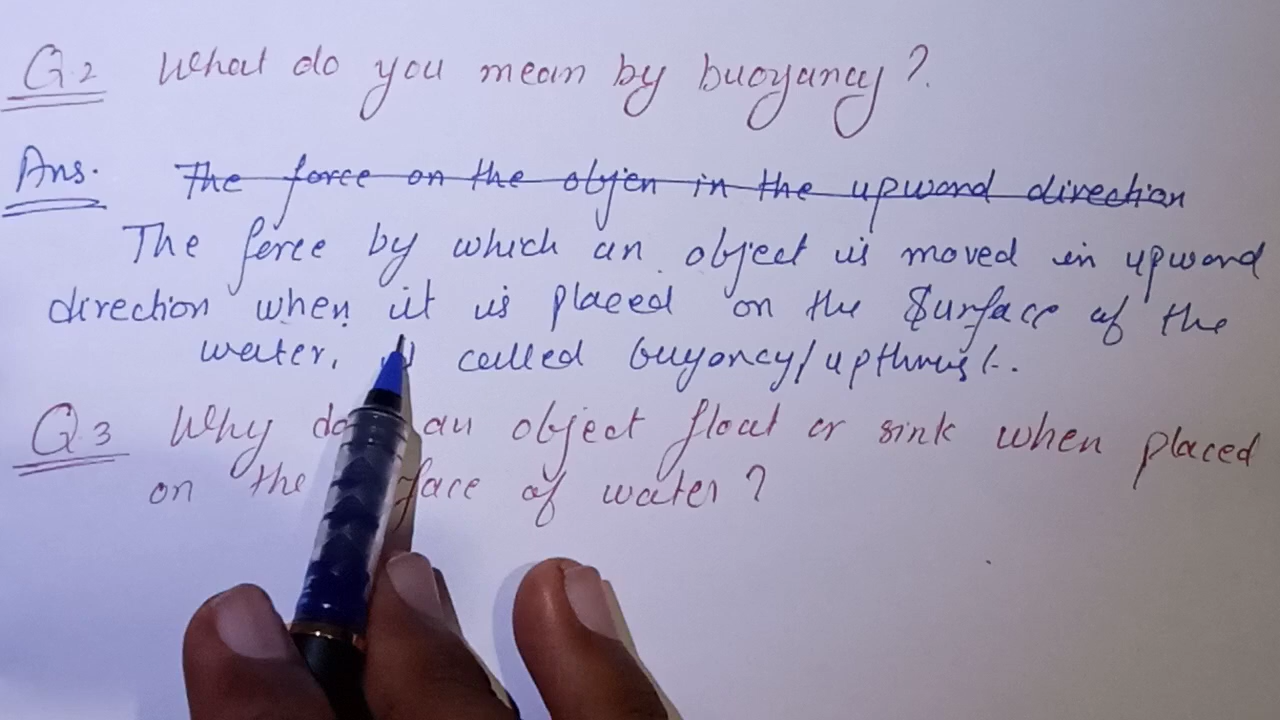 Q.2 What do you mean by buoyancy?
Ans. The force on the objen in the upward direction
The force by which an object is moved in upward
direction when it is placed on the surface of the
water, called buyoncy/upthrust.
Q.3 Why an object float or sink when placed
on the of water?